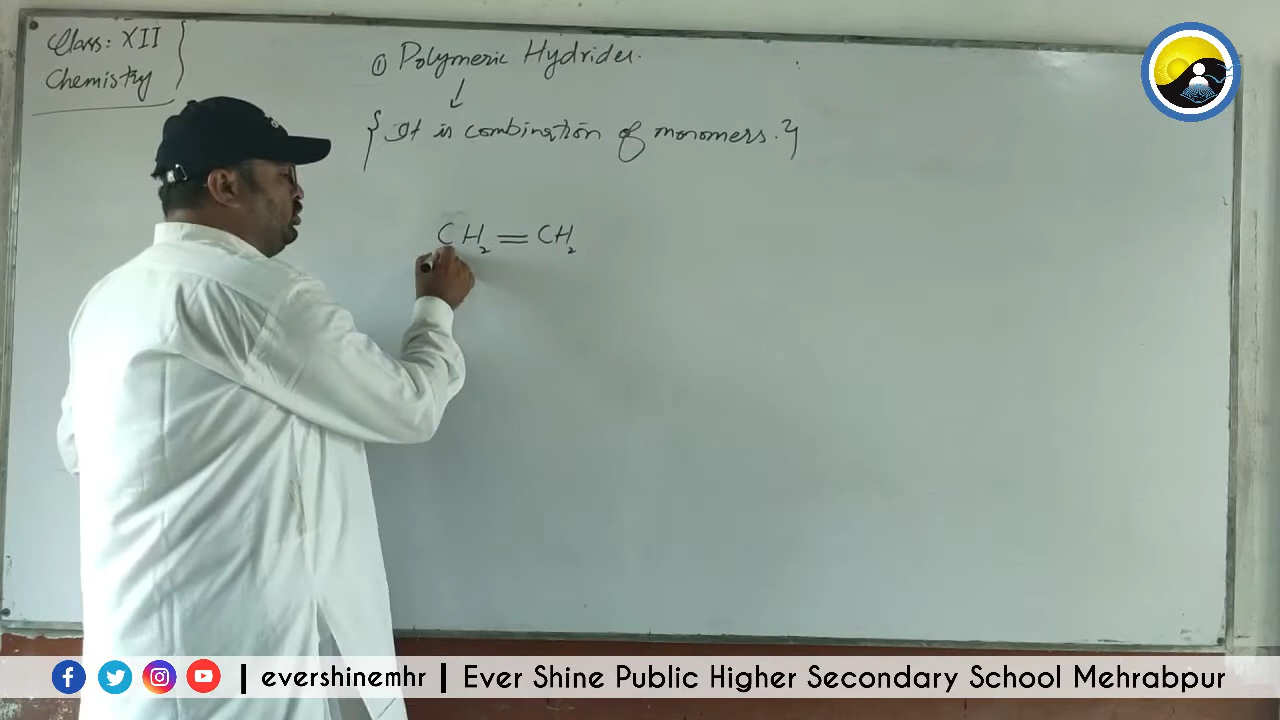 Class: XII
Chemistry
① Polymeric Hydrides.
↓
{ It is combination of monomers. }
CH₂=CH₂
| evershinemhr | Ever Shine Public Higher Secondary School Mehrabpur